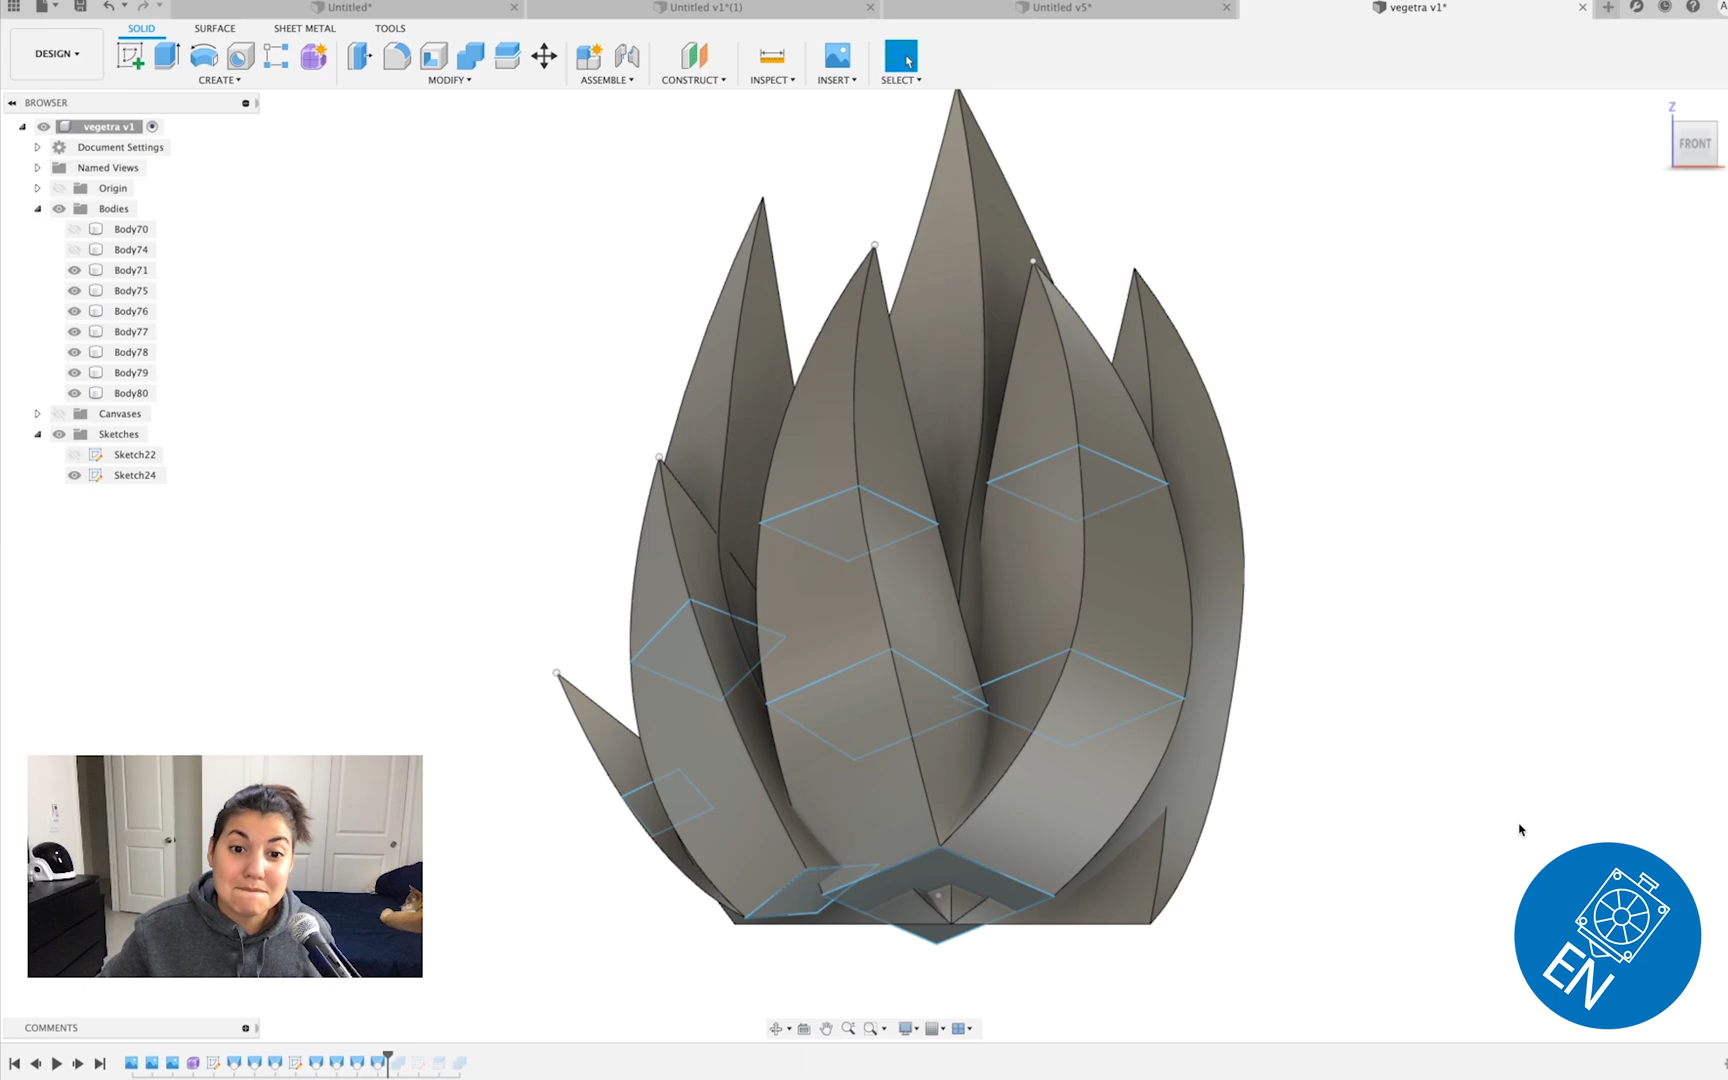 Untitled*
Untitled v1*(1)
Untitled v5*
vegetra v1*
SOLID
SURFACE
SHEET METAL
TOOLS
DESIGN
CREATE
MODIFY
ASSEMBLE
CONSTRUCT
INSPECT
INSERT
SELECT
BROWSER
vegetra v1
Document Settings
Named Views
Origin
Bodies
Body70
Body74
Body71
Body75
Body76
Body77
Body78
Body79
Body80
Canvases
Sketches
Sketch22
Sketch24
Z
FRONT
EN
COMMENTS